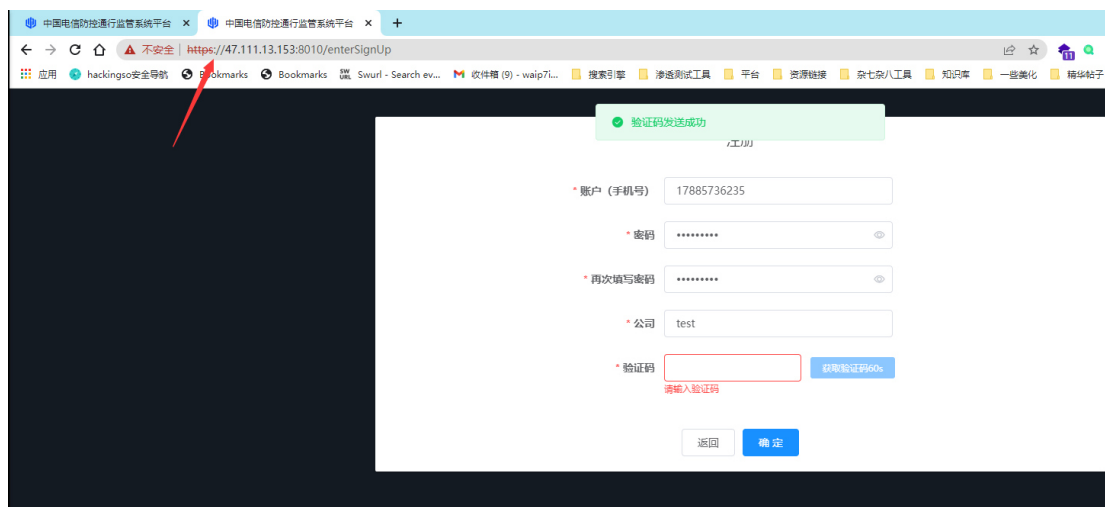 中国电信防控通行监管系统平台 × 中国电信防控通行监管系统平台 × +
不安全 | https://47.111.13.153:8010/enterSignUp
11
应用 hackingso安全导航 Bookmarks Bookmarks SW URL Swurl - Search ev... 收件箱 (9) - waip7i... 搜索引擎 渗透测试工具 平台 资源链接 杂七杂八工具 知识库 一些美化 精华帖子
验证码发送成功
注册
* 账户（手机号） 17885736235
* 密码 •••••••••
* 再次填写密码 •••••••••
* 公司 test
* 验证码 获取验证码60s
请输入验证码
返回 确 定